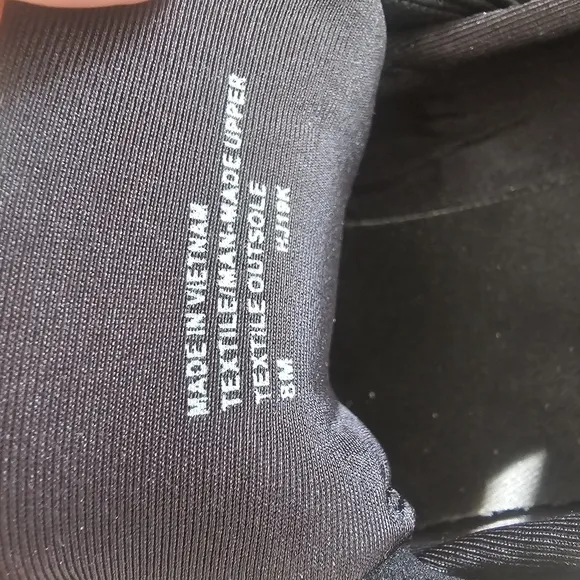 MADE IN VIETNAM
TEXTILE/MAN-MADE UPPER
TEXTILE OUTSOLE
8M HJ19K